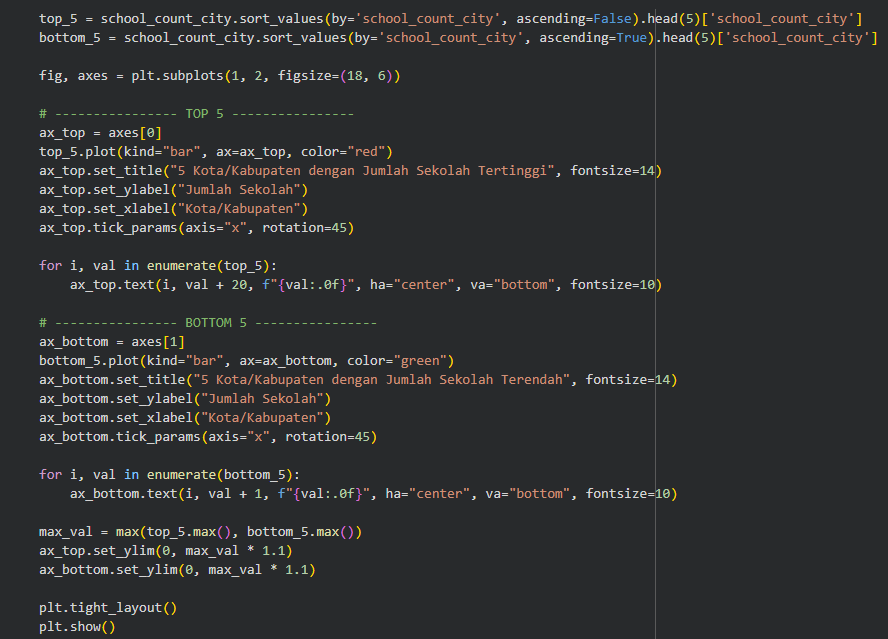 top_5 = school_count_city.sort_values(by='school_count_city', ascending=False).head(5)['school_count_city']
bottom_5 = school_count_city.sort_values(by='school_count_city', ascending=True).head(5)['school_count_city']

fig, axes = plt.subplots(1, 2, figsize=(18, 6))

# ---------------- TOP 5 ----------------
ax_top = axes[0]
top_5.plot(kind="bar", ax=ax_top, color="red")
ax_top.set_title("5 Kota/Kabupaten dengan Jumlah Sekolah Tertinggi", fontsize=14)
ax_top.set_ylabel("Jumlah Sekolah")
ax_top.set_xlabel("Kota/Kabupaten")
ax_top.tick_params(axis="x", rotation=45)

for i, val in enumerate(top_5):
    ax_top.text(i, val + 20, f"{val:.0f}", ha="center", va="bottom", fontsize=10)

# ---------------- BOTTOM 5 ----------------
ax_bottom = axes[1]
bottom_5.plot(kind="bar", ax=ax_bottom, color="green")
ax_bottom.set_title("5 Kota/Kabupaten dengan Jumlah Sekolah Terendah", fontsize=14)
ax_bottom.set_ylabel("Jumlah Sekolah")
ax_bottom.set_xlabel("Kota/Kabupaten")
ax_bottom.tick_params(axis="x", rotation=45)

for i, val in enumerate(bottom_5):
    ax_bottom.text(i, val + 1, f"{val:.0f}", ha="center", va="bottom", fontsize=10)

max_val = max(top_5.max(), bottom_5.max())
ax_top.set_ylim(0, max_val * 1.1)
ax_bottom.set_ylim(0, max_val * 1.1)

plt.tight_layout()
plt.show()